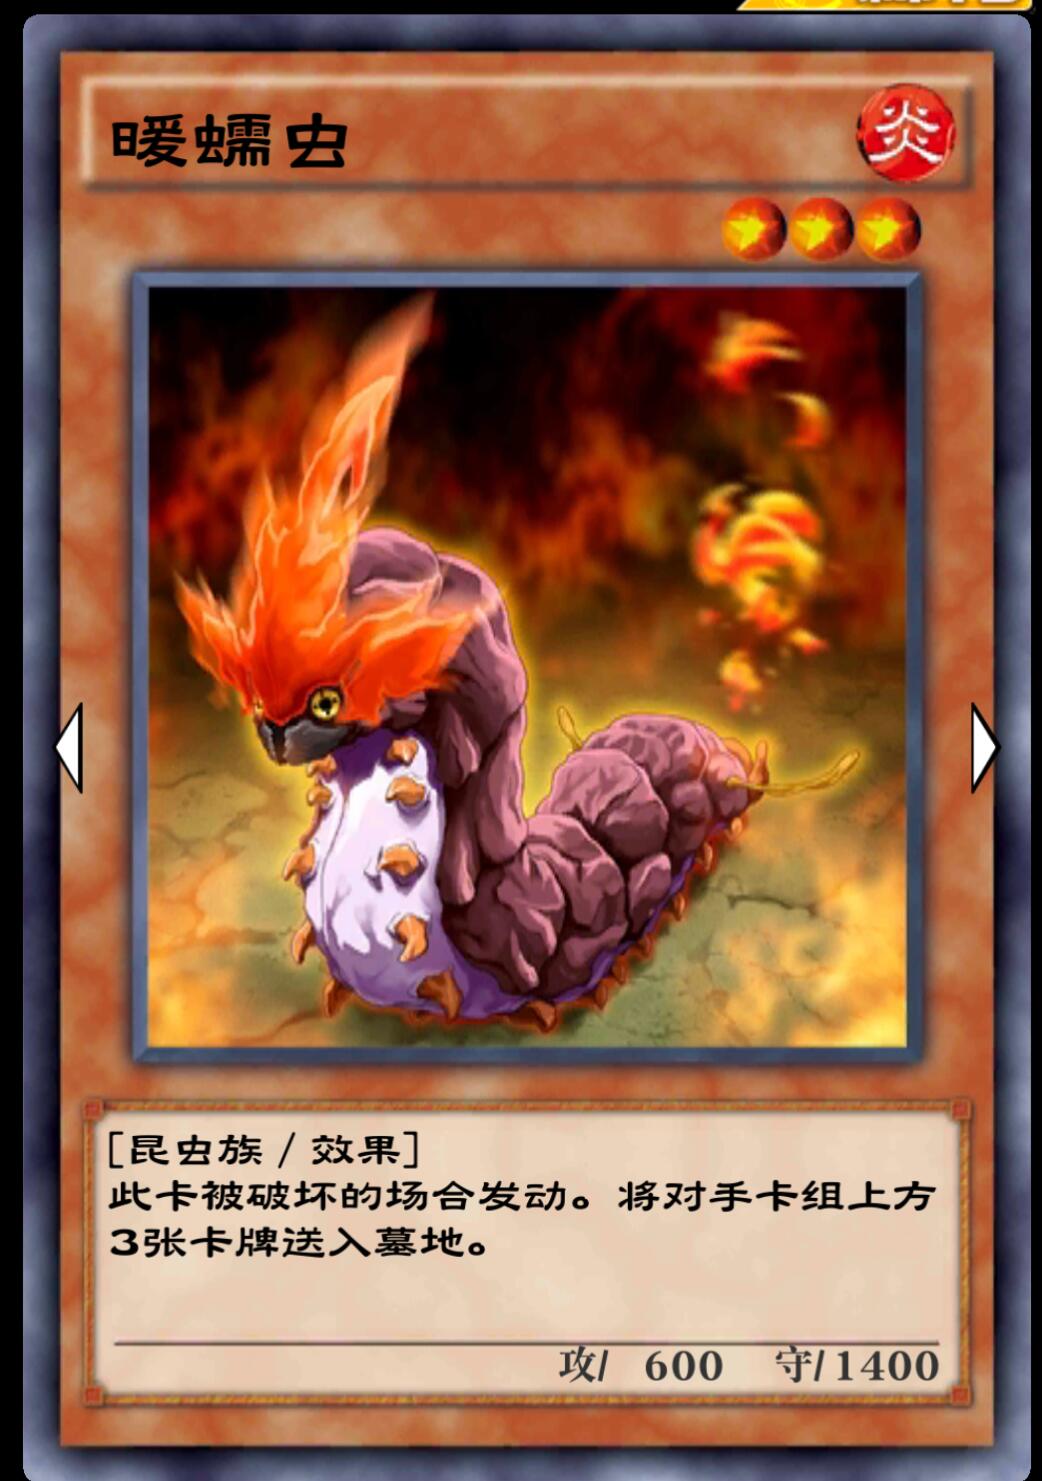 暖蠕虫
炎
[昆虫族 / 效果]
此卡被破坏的场合发动。将对手卡组上方
3张卡牌送入墓地。
攻/ 600 守/1400